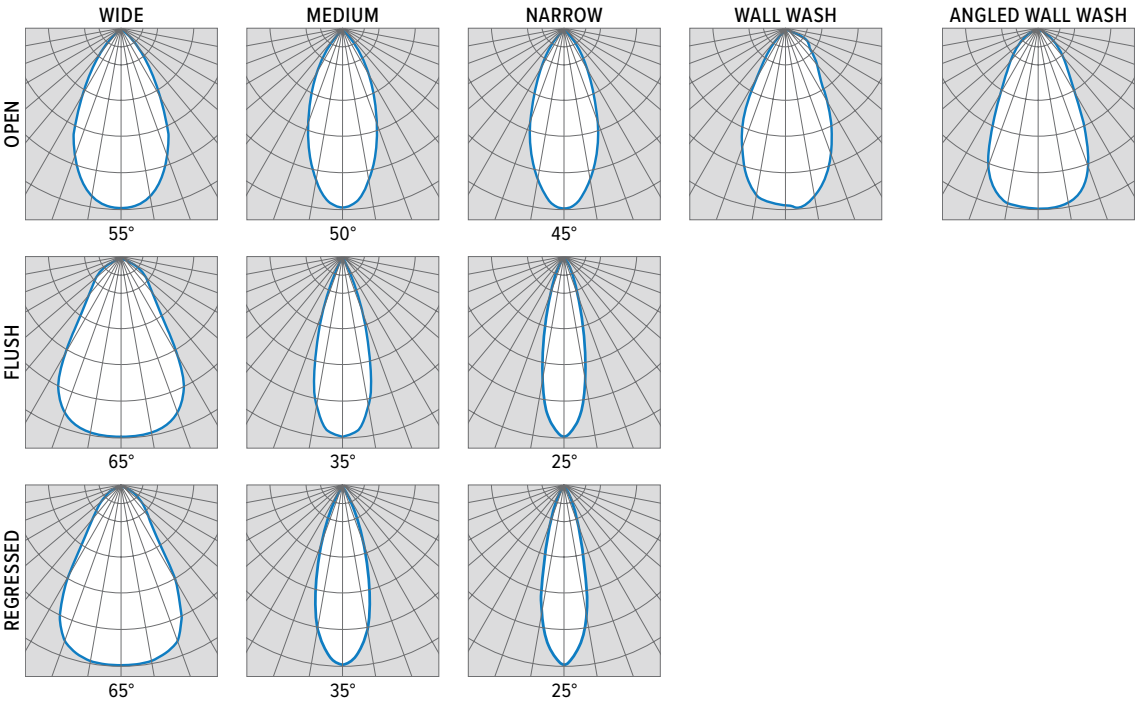 WIDE MEDIUM NARROW WALL WASH ANGLED WALL WASH
OPEN
55° 50° 45°
FLUSH
65° 35° 25°
REGRESSED
65° 35° 25°